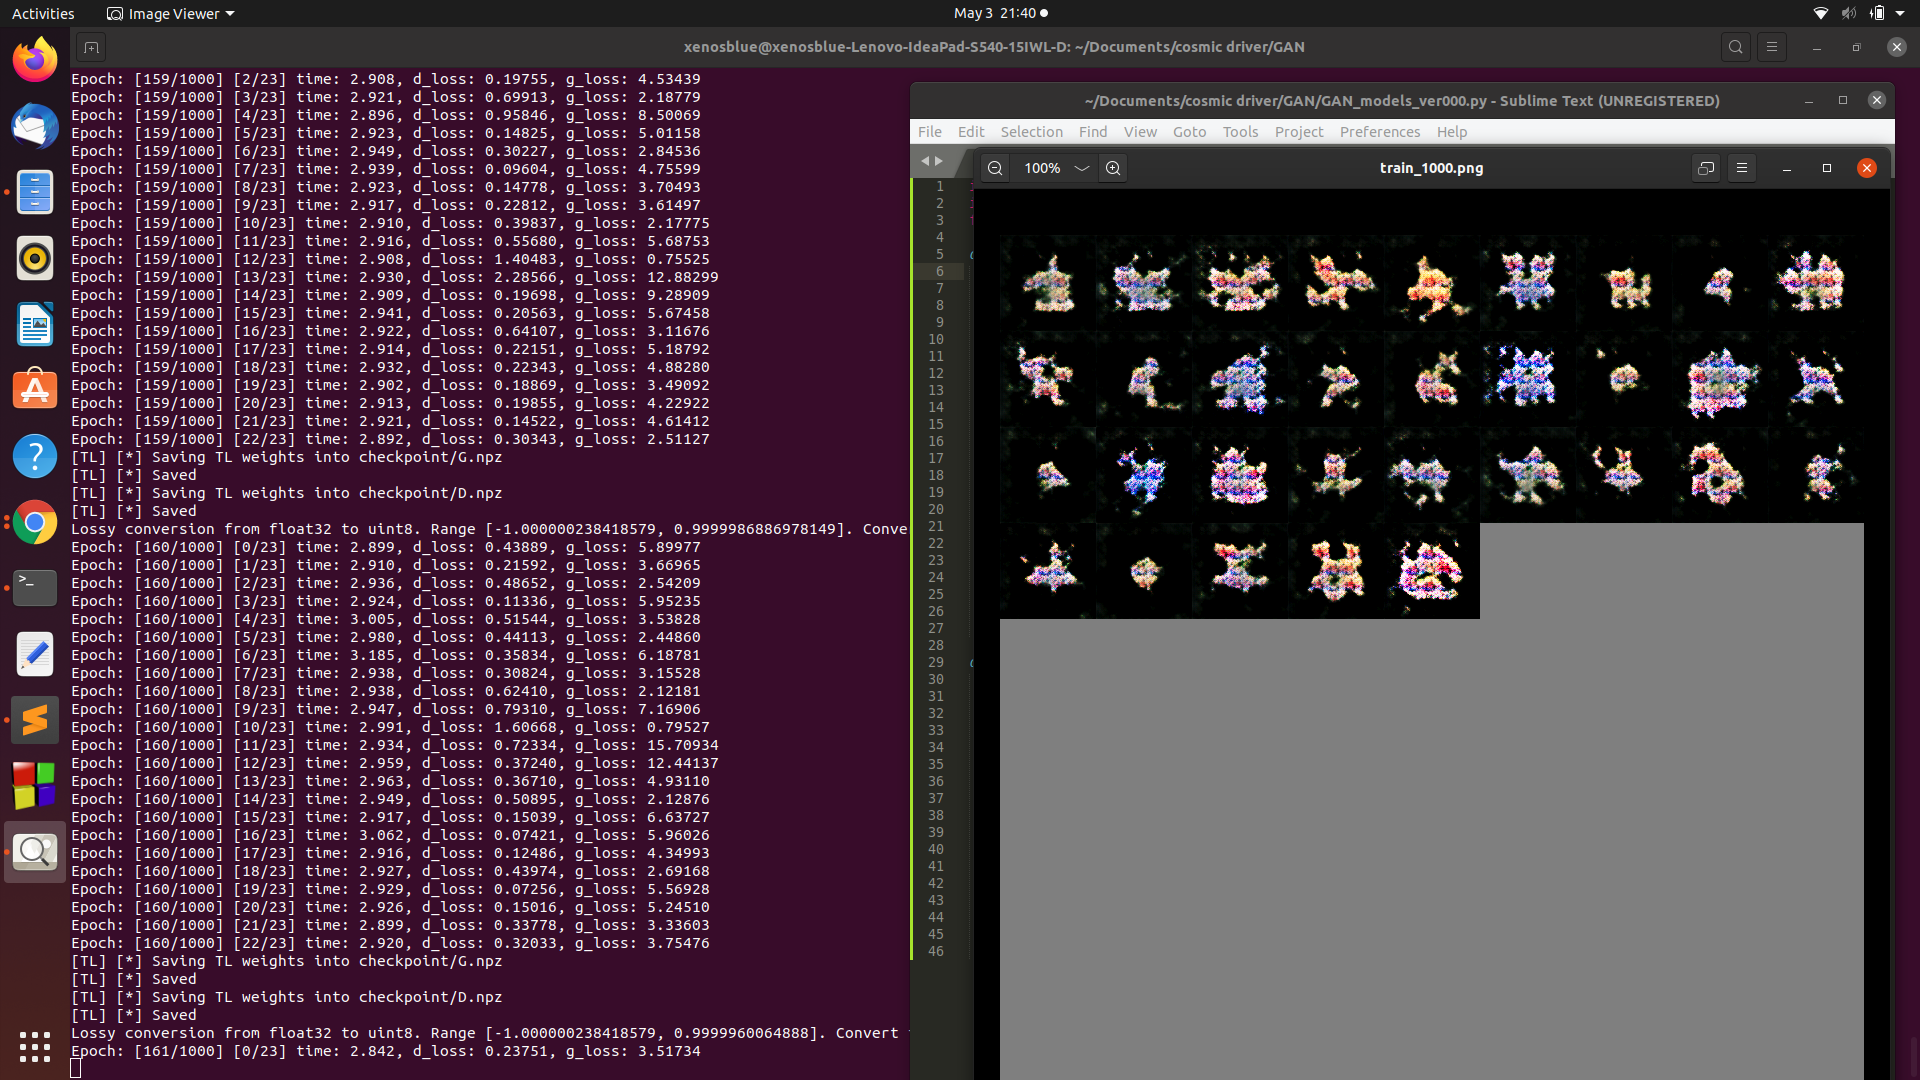 Activities
Image Viewer
May 3 21:40
xenosblue@xenosblue-Lenovo-IdeaPad-S540-15IWL-D: ~/Documents/cosmic driver/GAN
Epoch: [159/1000] [2/23] time: 2.908, d_loss: 0.19755, g_loss: 4.53439
Epoch: [159/1000] [3/23] time: 2.921, d_loss: 0.69913, g_loss: 2.18779
Epoch: [159/1000] [4/23] time: 2.896, d_loss: 0.95846, g_loss: 8.50069
Epoch: [159/1000] [5/23] time: 2.923, d_loss: 0.14825, g_loss: 5.01158
Epoch: [159/1000] [6/23] time: 2.949, d_loss: 0.30227, g_loss: 2.84536
Epoch: [159/1000] [7/23] time: 2.939, d_loss: 0.09604, g_loss: 4.75599
Epoch: [159/1000] [8/23] time: 2.923, d_loss: 0.14778, g_loss: 3.70493
Epoch: [159/1000] [9/23] time: 2.917, d_loss: 0.22812, g_loss: 3.61497
Epoch: [159/1000] [10/23] time: 2.910, d_loss: 0.39837, g_loss: 2.17775
Epoch: [159/1000] [11/23] time: 2.916, d_loss: 0.55680, g_loss: 5.68753
Epoch: [159/1000] [12/23] time: 2.908, d_loss: 1.40483, g_loss: 0.75525
Epoch: [159/1000] [13/23] time: 2.930, d_loss: 2.28566, g_loss: 12.88299
Epoch: [159/1000] [14/23] time: 2.909, d_loss: 0.19698, g_loss: 9.28909
Epoch: [159/1000] [15/23] time: 2.941, d_loss: 0.20563, g_loss: 5.67458
Epoch: [159/1000] [16/23] time: 2.922, d_loss: 0.64107, g_loss: 3.11676
Epoch: [159/1000] [17/23] time: 2.914, d_loss: 0.22151, g_loss: 5.18792
Epoch: [159/1000] [18/23] time: 2.932, d_loss: 0.22343, g_loss: 4.88280
Epoch: [159/1000] [19/23] time: 2.902, d_loss: 0.18869, g_loss: 3.49092
Epoch: [159/1000] [20/23] time: 2.913, d_loss: 0.19855, g_loss: 4.22922
Epoch: [159/1000] [21/23] time: 2.921, d_loss: 0.14522, g_loss: 4.61412
Epoch: [159/1000] [22/23] time: 2.892, d_loss: 0.30343, g_loss: 2.51127
[TL] [*] Saving TL weights into checkpoint/G.npz
[TL] [*] Saved
[TL] [*] Saving TL weights into checkpoint/D.npz
[TL] [*] Saved
Lossy conversion from float32 to uint8. Range [-1.000000238418579, 0.9999986886978149]. Conve
Epoch: [160/1000] [0/23] time: 2.899, d_loss: 0.43889, g_loss: 5.89977
Epoch: [160/1000] [1/23] time: 2.910, d_loss: 0.21592, g_loss: 3.66965
Epoch: [160/1000] [2/23] time: 2.936, d_loss: 0.48652, g_loss: 2.54209
Epoch: [160/1000] [3/23] time: 2.924, d_loss: 0.11336, g_loss: 5.95235
Epoch: [160/1000] [4/23] time: 3.005, d_loss: 0.51544, g_loss: 3.53828
Epoch: [160/1000] [5/23] time: 2.980, d_loss: 0.44113, g_loss: 2.44860
Epoch: [160/1000] [6/23] time: 3.185, d_loss: 0.35834, g_loss: 6.18781
Epoch: [160/1000] [7/23] time: 2.938, d_loss: 0.30824, g_loss: 3.15528
Epoch: [160/1000] [8/23] time: 2.938, d_loss: 0.62410, g_loss: 2.12181
Epoch: [160/1000] [9/23] time: 2.947, d_loss: 0.79310, g_loss: 7.16906
Epoch: [160/1000] [10/23] time: 2.991, d_loss: 1.60668, g_loss: 0.79527
Epoch: [160/1000] [11/23] time: 2.934, d_loss: 0.72334, g_loss: 15.70934
Epoch: [160/1000] [12/23] time: 2.959, d_loss: 0.37240, g_loss: 12.44137
Epoch: [160/1000] [13/23] time: 2.963, d_loss: 0.36710, g_loss: 4.93110
Epoch: [160/1000] [14/23] time: 2.949, d_loss: 0.50895, g_loss: 2.12876
Epoch: [160/1000] [15/23] time: 2.917, d_loss: 0.15039, g_loss: 6.63727
Epoch: [160/1000] [16/23] time: 3.062, d_loss: 0.07421, g_loss: 5.96026
Epoch: [160/1000] [17/23] time: 2.916, d_loss: 0.12486, g_loss: 4.34993
Epoch: [160/1000] [18/23] time: 2.927, d_loss: 0.43974, g_loss: 2.69168
Epoch: [160/1000] [19/23] time: 2.929, d_loss: 0.07256, g_loss: 5.56928
Epoch: [160/1000] [20/23] time: 2.926, d_loss: 0.15016, g_loss: 5.24510
Epoch: [160/1000] [21/23] time: 2.899, d_loss: 0.33778, g_loss: 3.33603
Epoch: [160/1000] [22/23] time: 2.920, d_loss: 0.32033, g_loss: 3.75476
[TL] [*] Saving TL weights into checkpoint/G.npz
[TL] [*] Saved
[TL] [*] Saving TL weights into checkpoint/D.npz
[TL] [*] Saved
Lossy conversion from float32 to uint8. Range [-1.000000238418579, 0.9999960064888]. Convert
Epoch: [161/1000] [0/23] time: 2.842, d_loss: 0.23751, g_loss: 3.51734
~/Documents/cosmic driver/GAN/GAN_models_ver000.py - Sublime Text (UNREGISTERED)
File Edit Selection Find View Goto Tools Project Preferences Help
100%
train_1000.png
1
2
3
4
5
6
7
8
9
10
11
12
13
14
15
16
17
18
19
20
21
22
23
24
25
26
27
28
29
30
31
32
33
34
35
36
37
38
39
40
41
42
43
44
45
46